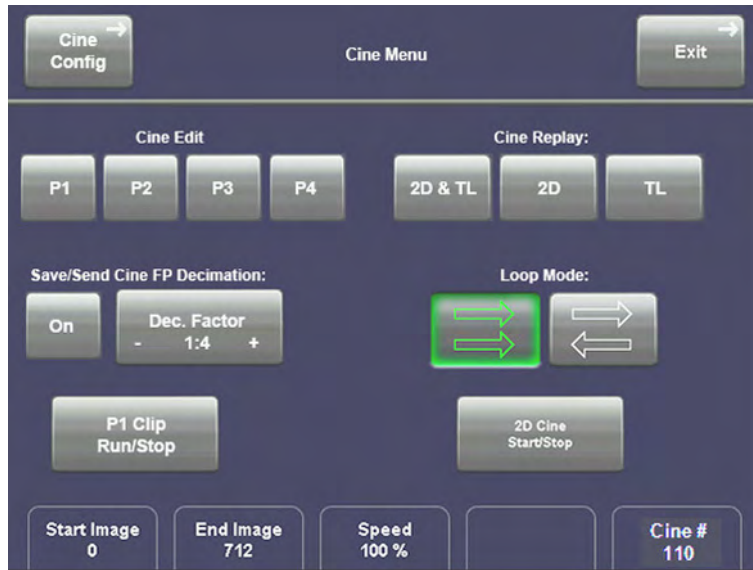 Cine
Config
Cine Menu
Exit
Cine Edit
Cine Replay:
P1
P2
P3
P4
2D & TL
2D
TL
Save/Send Cine FP Decimation:
Loop Mode:
On
Dec. Factor
- 1:4 +
P1 Clip
Run/Stop
2D Cine
Start/Stop
Start Image
0
End Image
712
Speed
100 %
Cine #
110